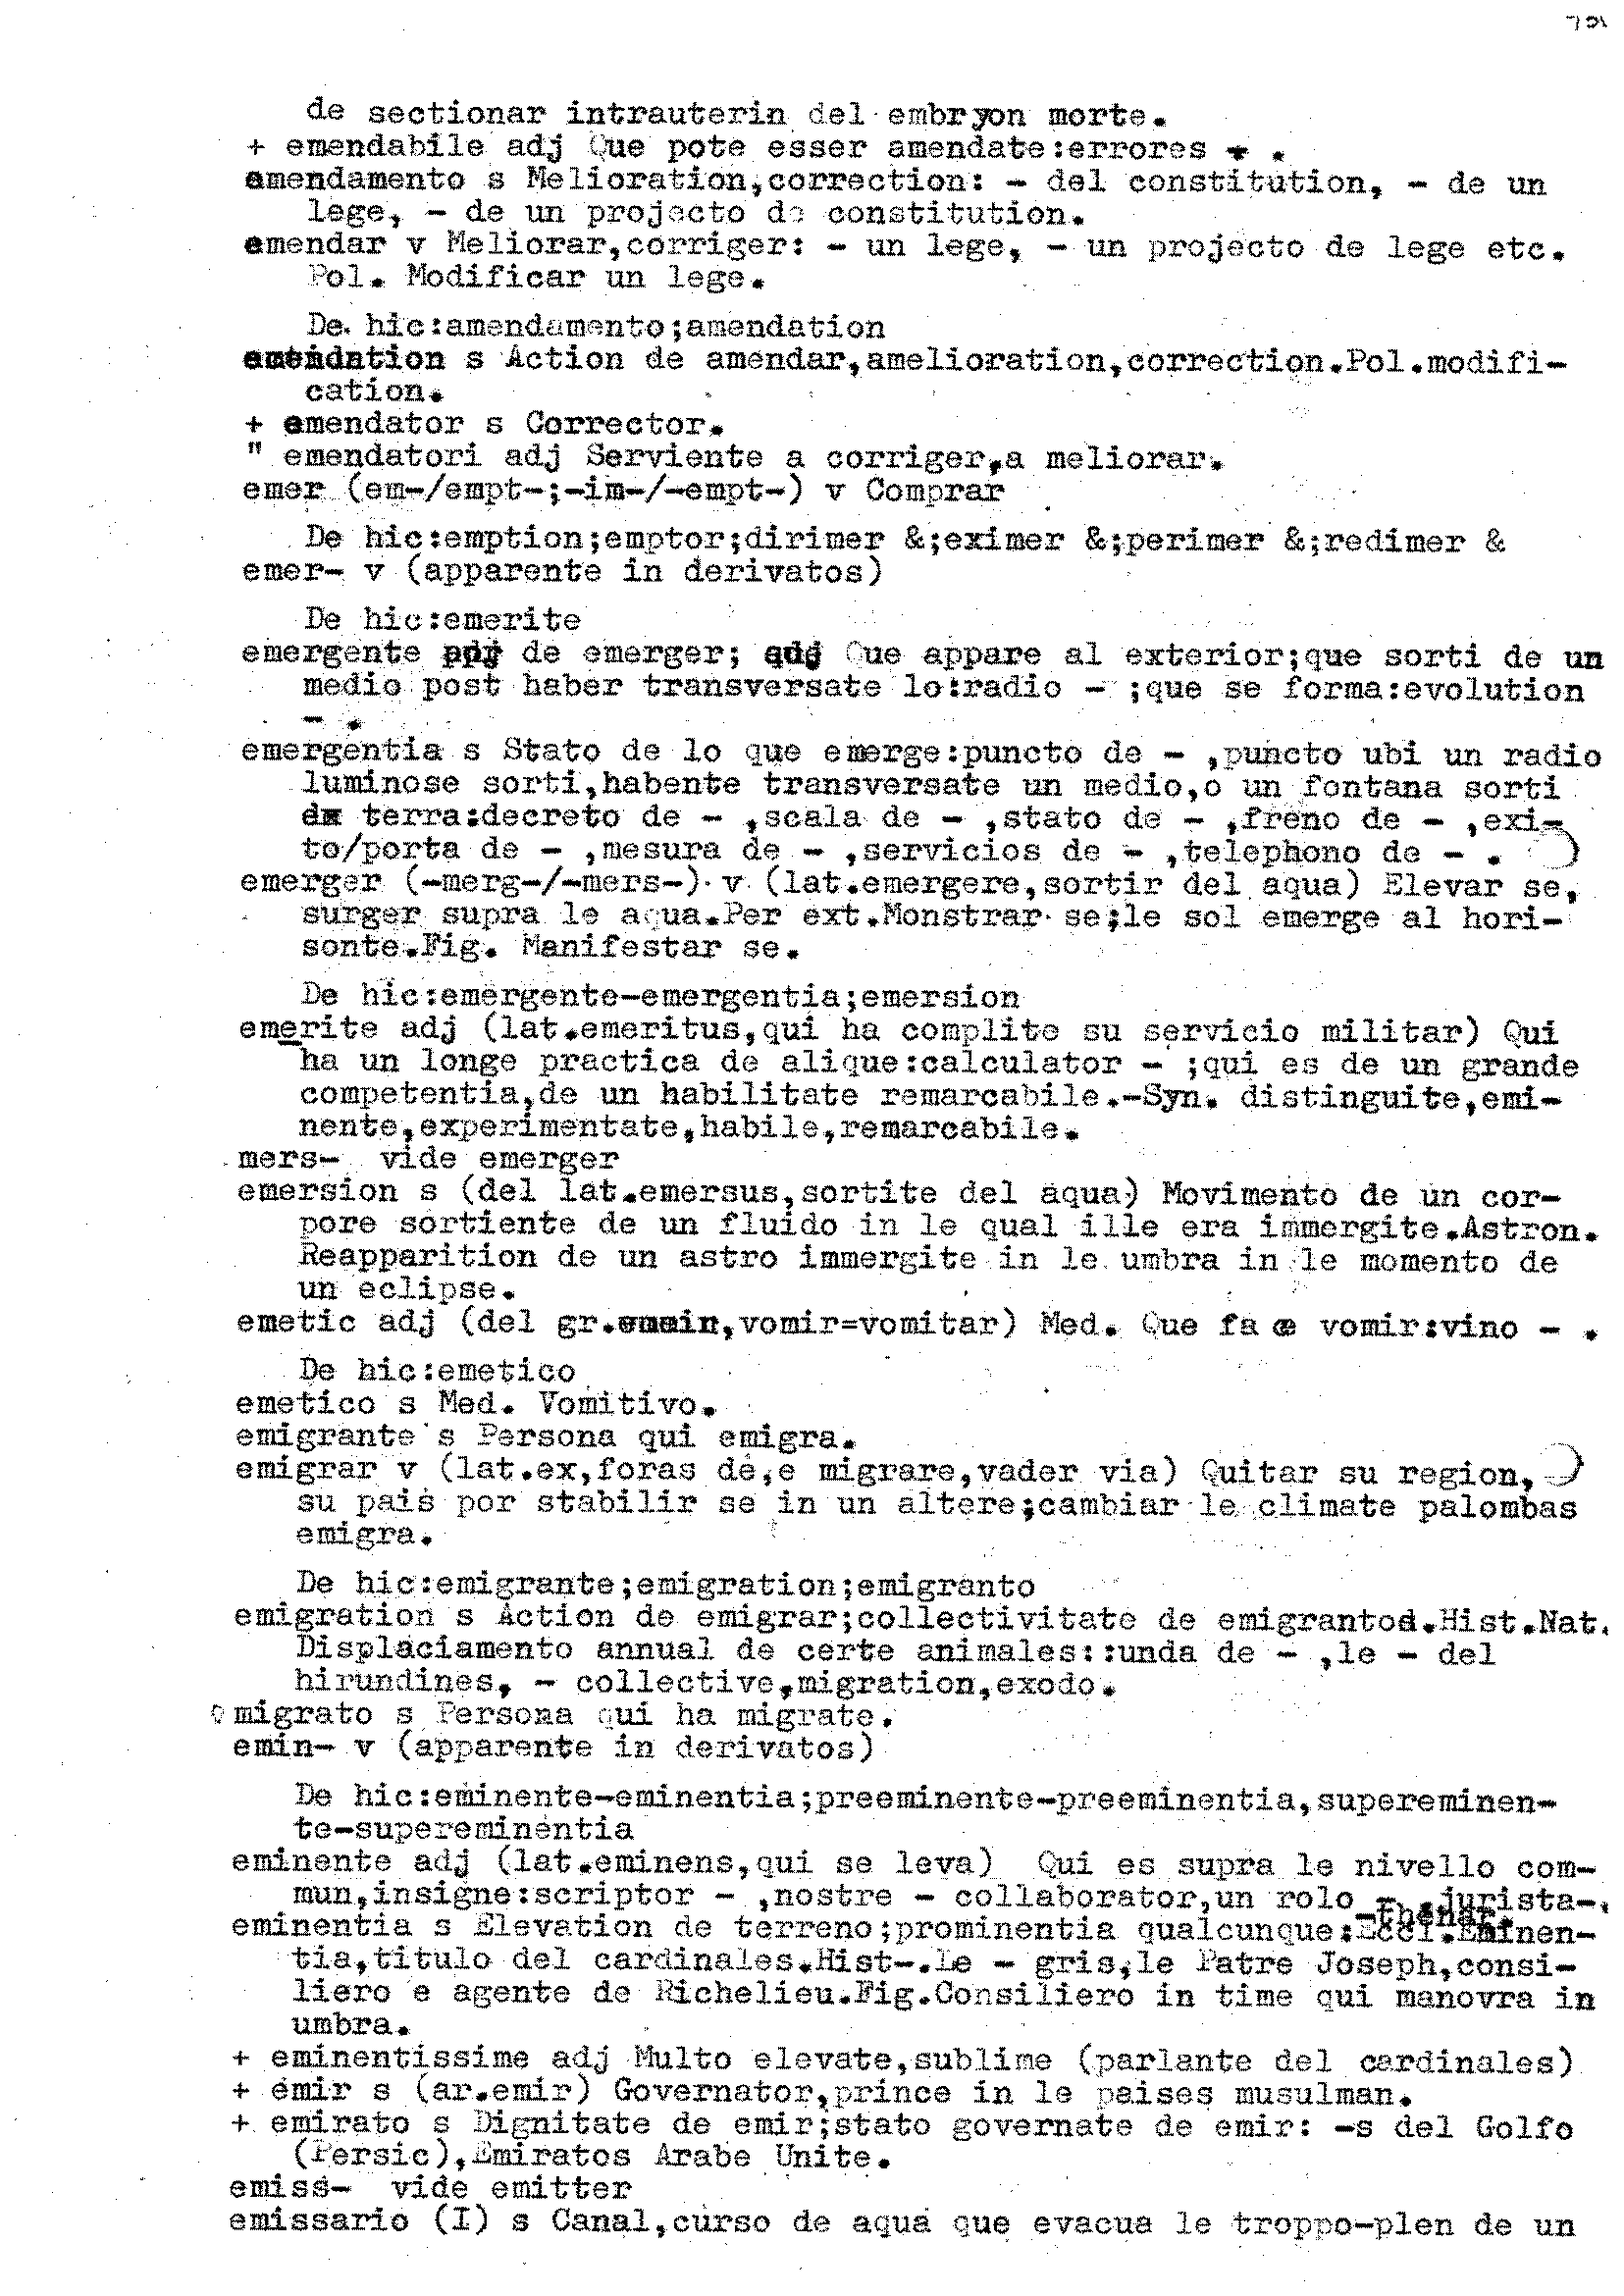 de sectionar intrauterin del embryon morte.
+ emendabile adj Que pote esser amendate:errores - .
amendamento s Melioration,correction: - del constitution, - de un
lege, - de un projecto de constitution.
amendar v Meliorar,corriger: - un lege, - un projecto de lege etc.
Pol. Modificar un lege.
De hic:amendamento;amendation
s Action de amendar,amelioration,correction.Pol.modifi-
cation.
+ amendator s Corrector.
" emendatori adj Serviente a corriger,a meliorar.
emer (em-/empt-;-im-/-empt-) v Comprar
De hic:emption;emptor;dirimer &;eximer &;perimer &;redimer &
emer- v (apparente in derivatos)
De hic:emerite
emergente ppr de emerger; adj Que appare al exterior;que sorti de un
medio post haber transversate lo:radio - ;que se forma:evolution
- .
emergentia s Stato de lo que emerge:puncto de - ,puncto ubi un radio
luminose sorti,habente transversate un medio,o un fontana sorti
de terra:decreto de - ,scala de - ,stato de - ,freno de - ,exi-
to/porta de - ,mesura de - ,servicios de - ,telephono de - .
emerger (-merg-/-mers-) v (lat.emergere,sortir del aqua) Elevar se,
surger supra le aqua.Per ext.Monstrar se;le sol emerge al hori-
sonte.Fig. Manifestar se.
De hic:emergente-emergentia;emersion
emerite adj (lat.emeritus,qui ha complite su servicio militar) Qui
ha un longe practica de alique:calculator - ;qui es de un grande
competentia,de un habilitate remarcabile.-Syn. distinguite,emi-
nente,experimentate,habile,remarcabile.
mers- vide emerger
emersion s (del lat.emersus,sortite del aqua) Movimento de un cor-
pore sortiente de un fluido in le qual ille era immergite.Astron.
Reapparition de un astro immergite in le umbra in le momento de
un eclipse.
emetic adj (del gr.emein,vomir=vomitar) Med. Que fa vomir:vino - .
De hic:emetico
emetico s Med. Vomitivo.
emigrante s Persona qui emigra.
emigrar v (lat.ex,foras de,e migrare,vader via) Quitar su region,
su pais por stabilir se in un altere;cambiar le climate palombas
emigra.
De hic:emigrante;emigration;emigranto
emigration s Action de emigrar;collectivitate de emigrantos.Hist.Nat.
Displaciamento annual de certe animales::unda de - ,le - del
hirundines, - collective,migration,exodo.
emigrato s Persona qui ha migrate.
emin- v (apparente in derivatos)
De hic:eminente-eminentia;preeminente-preeminentia,supereminen-
te-supereminentia
eminente adj (lat.eminens,qui se leva) Qui es supra le nivello com-
mun,insigne:scriptor - ,nostre - collaborator,un rolo - ,jurista-.
eminentia s Elevation de terreno;prominentia qualcunque:-thenar.Eccl.Eminen-
tia,titulo del cardinales.Hist-.Le - gris,le Patre Joseph,consi-
liero e agente de Richelieu.Fig.Consiliero in time qui manovra in
umbra.
+ eminentissime adj Multo elevate,sublime (parlante del cardinales)
+ emir s (ar.emir) Governator,prince in le paises musulman.
+ emirato s Dignitate de emir;stato governate de emir: -s del Golfo
(Persic),Emiratos Arabe Unite.
emiss- vide emitter
emissario (I) s Canal,curso de aqua que evacua le troppo-plen de un